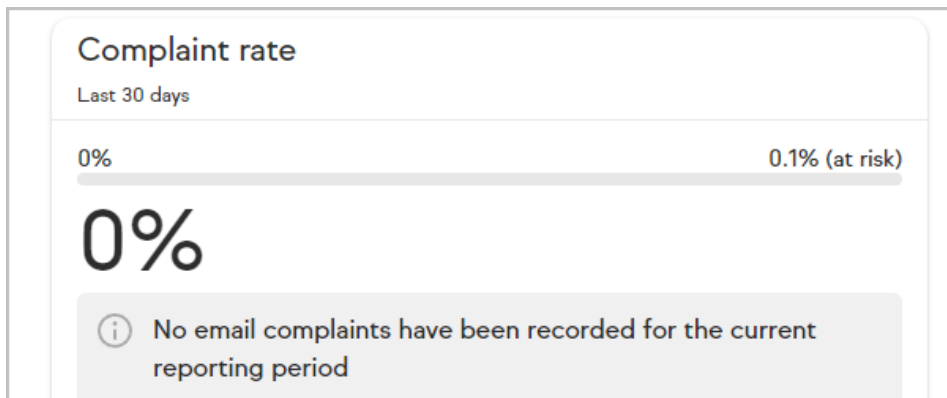 Complaint rate
Last 30 days
0%
0.1% (at risk)
0%
No email complaints have been recorded for the current
reporting period